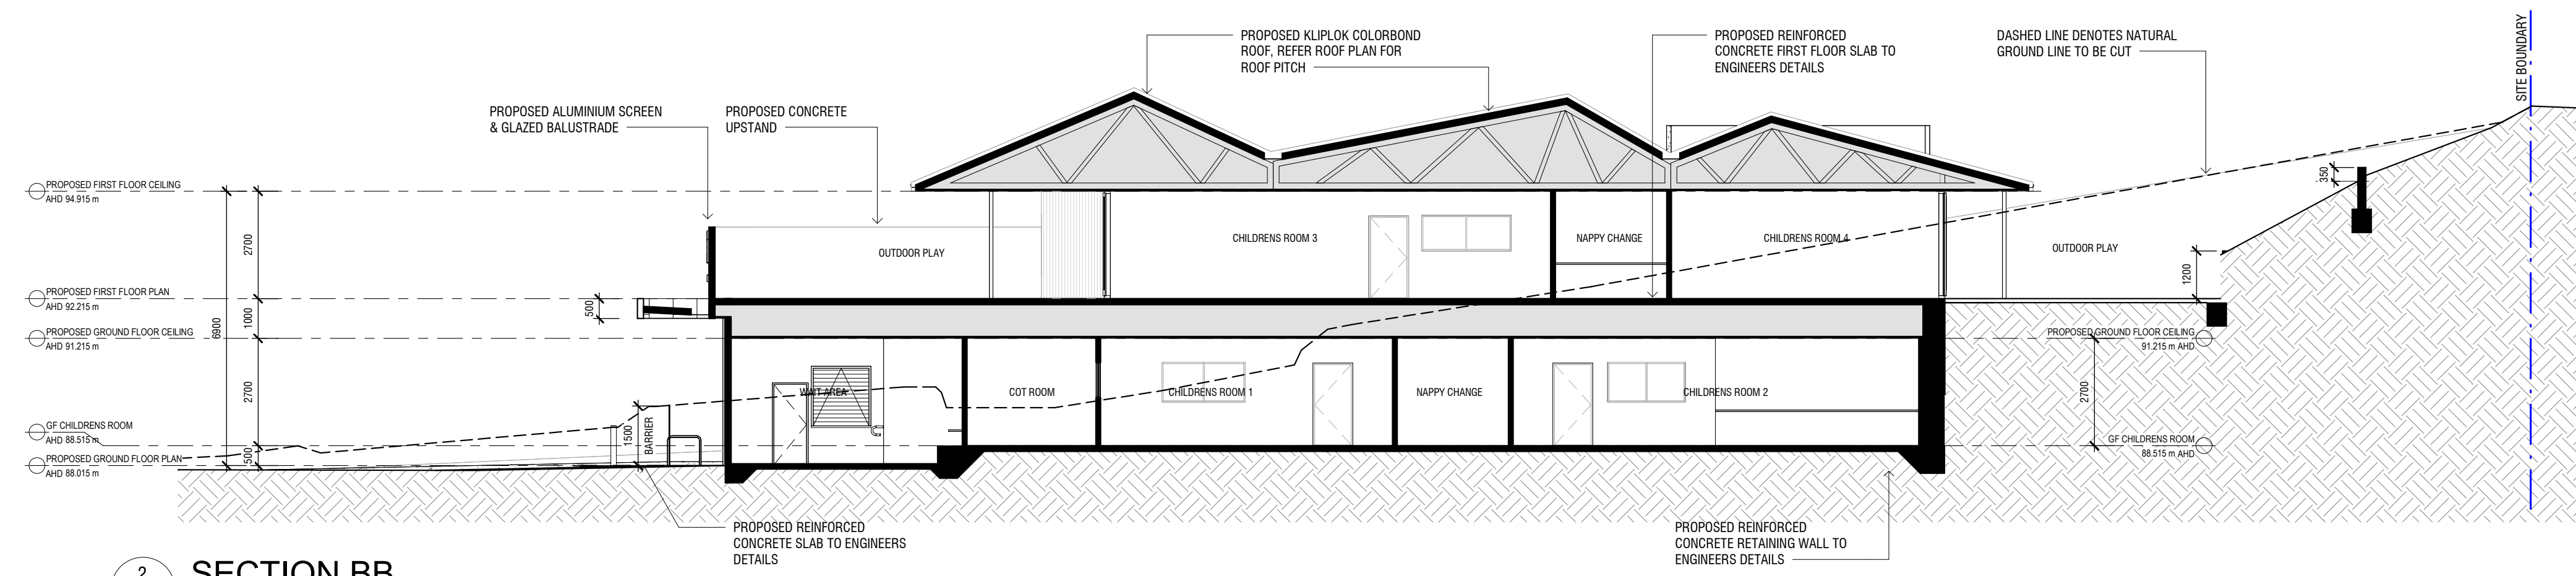 PROPOSED KLIPLOK COLORBOND
ROOF, REFER ROOF PLAN FOR
ROOF PITCH
PROPOSED REINFORCED
CONCRETE FIRST FLOOR SLAB TO
ENGINEERS DETAILS
DASHED LINE DENOTES NATURAL
GROUND LINE TO BE CUT
SITE BOUNDARY
PROPOSED ALUMINIUM SCREEN
& GLAZED BALUSTRADE
PROPOSED CONCRETE
UPSTAND
PROPOSED FIRST FLOOR CEILING
AHD 94.915 m
350
2700
OUTDOOR PLAY
CHILDRENS ROOM 3
NAPPY CHANGE
CHILDRENS ROOM 4
OUTDOOR PLAY
1200
PROPOSED FIRST FLOOR PLAN
AHD 92.215 m
500
1000
6900
PROPOSED GROUND FLOOR CEILING
AHD 91.215 m
PROPOSED GROUND FLOOR CEILING
91.215 m AHD
2700
WAIT AREA
COT ROOM
CHILDRENS ROOM 1
NAPPY CHANGE
CHILDRENS ROOM 2
2700
GF CHILDRENS ROOM
AHD 88.515 m
1500
BARRIER
GF CHILDRENS ROOM
88.515 m AHD
500
PROPOSED GROUND FLOOR PLAN
AHD 88.015 m
PROPOSED REINFORCED
CONCRETE SLAB TO ENGINEERS
DETAILS
PROPOSED REINFORCED
CONCRETE RETAINING WALL TO
ENGINEERS DETAILS
2
SECTION BB